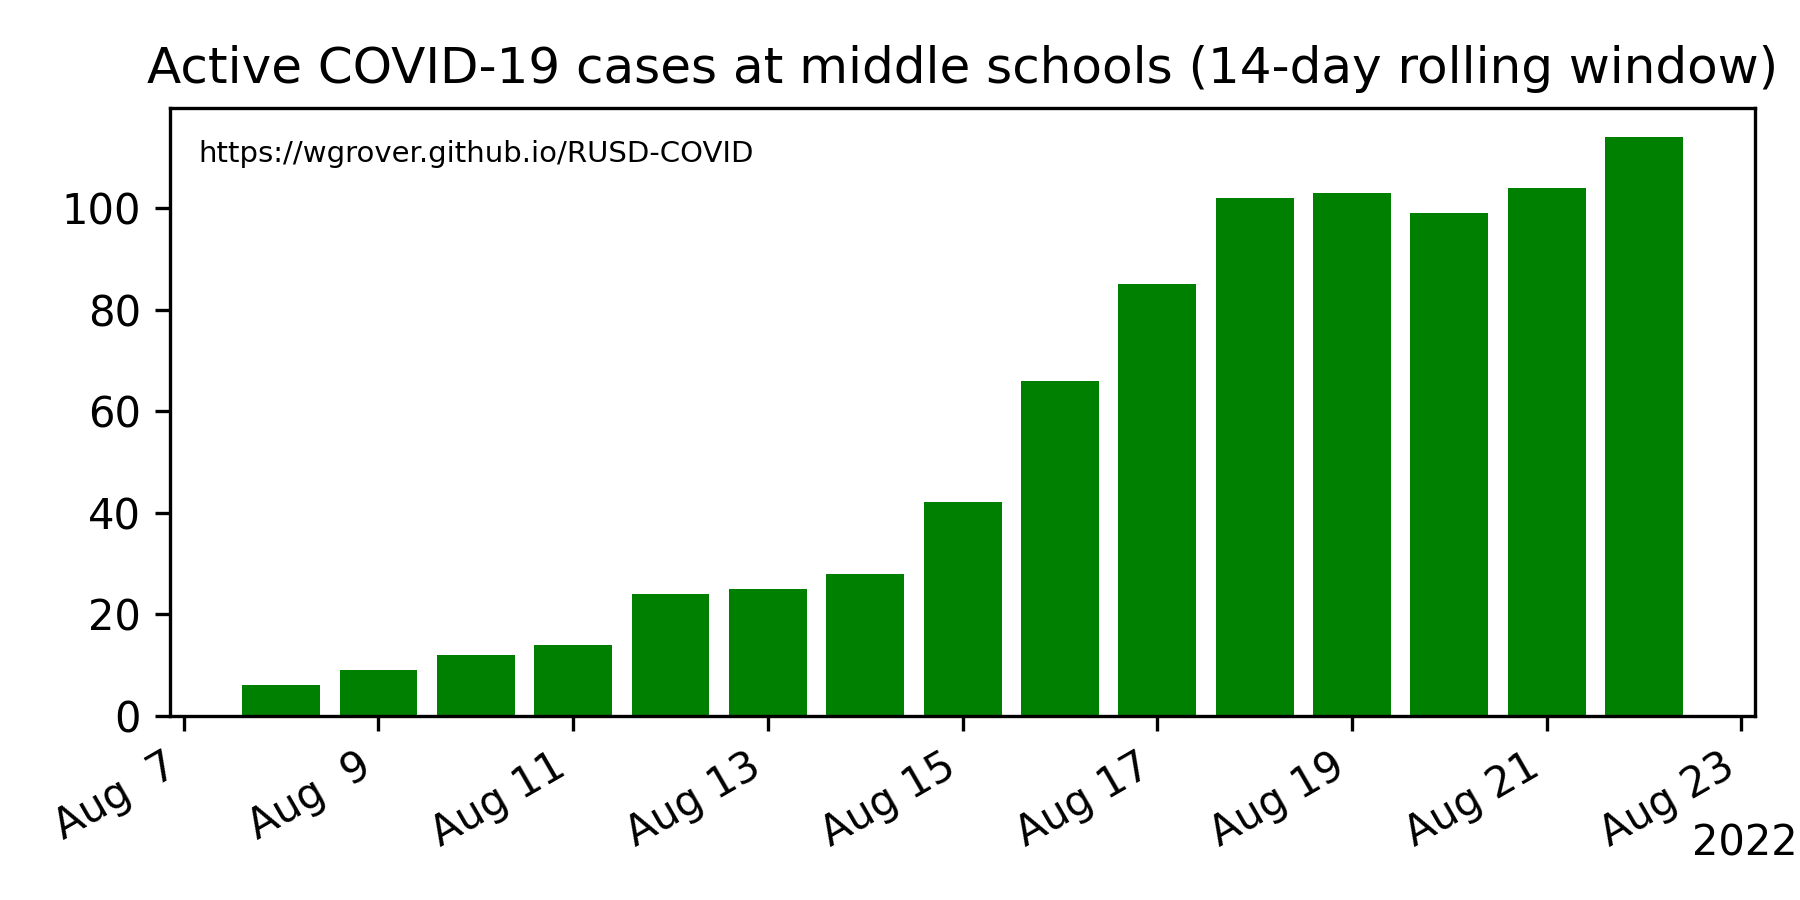 Active COVID-19 cases at middle schools (14-day rolling window)
https://wgrover.github.io/RUSD-COVID
100
80
60
40
20
0
Aug 7
Aug 9
Aug 11
Aug 13
Aug 15
Aug 17
Aug 19
Aug 21
Aug 23
2022